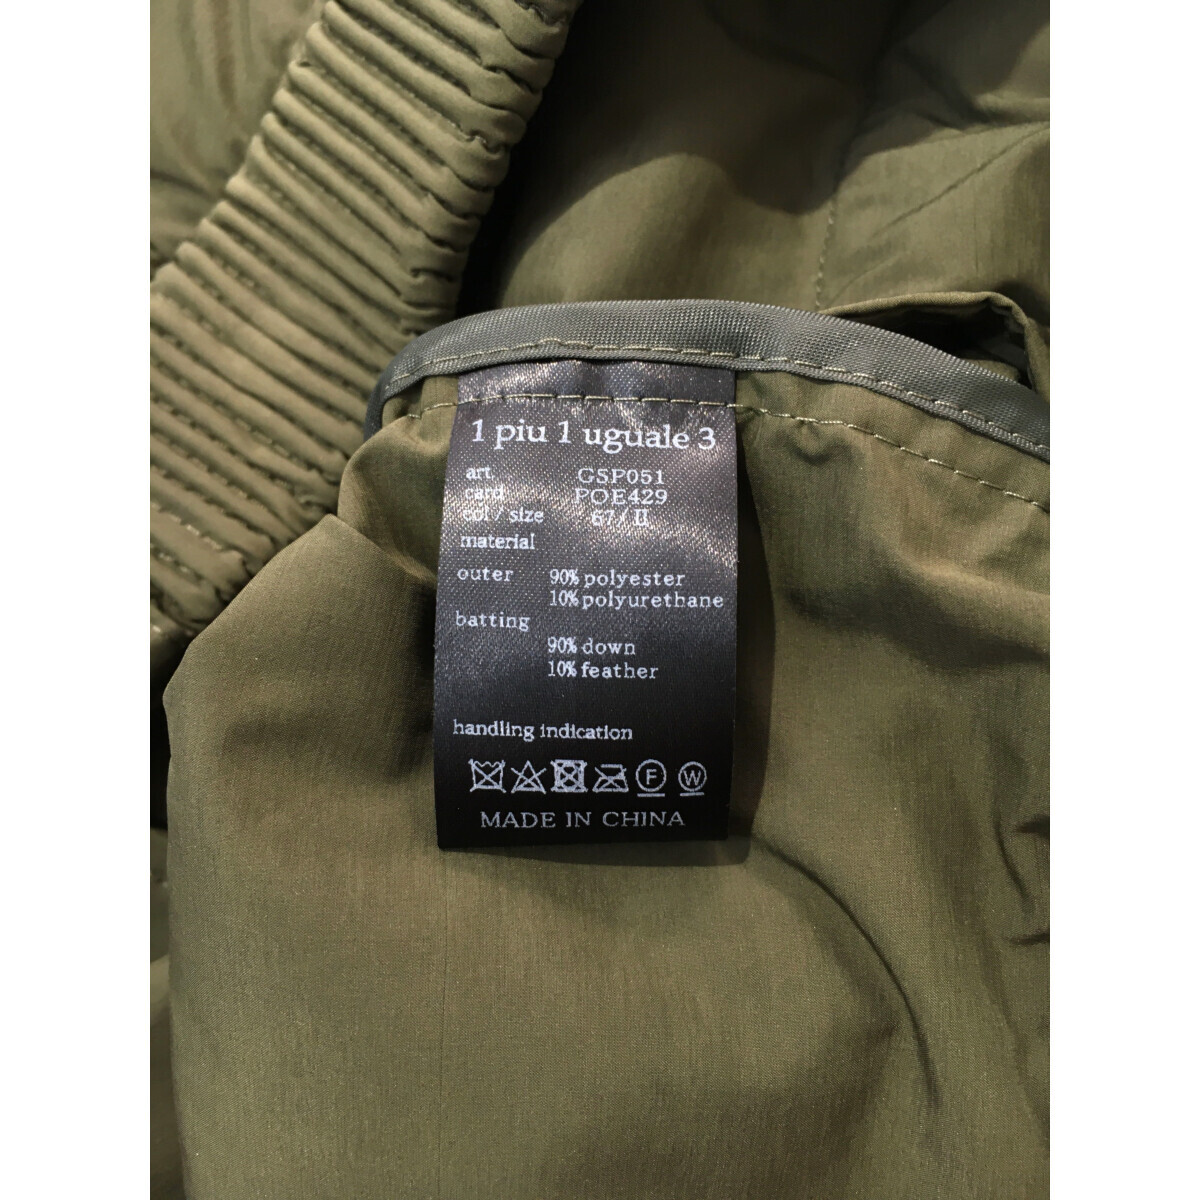 1 piu 1 uguale 3
art. GSP051
card POE429
col / size 67/II
material
outer 90% polyester
10% polyurethane
batting
90% down
10% feather
handling indication
F W
MADE IN CHINA